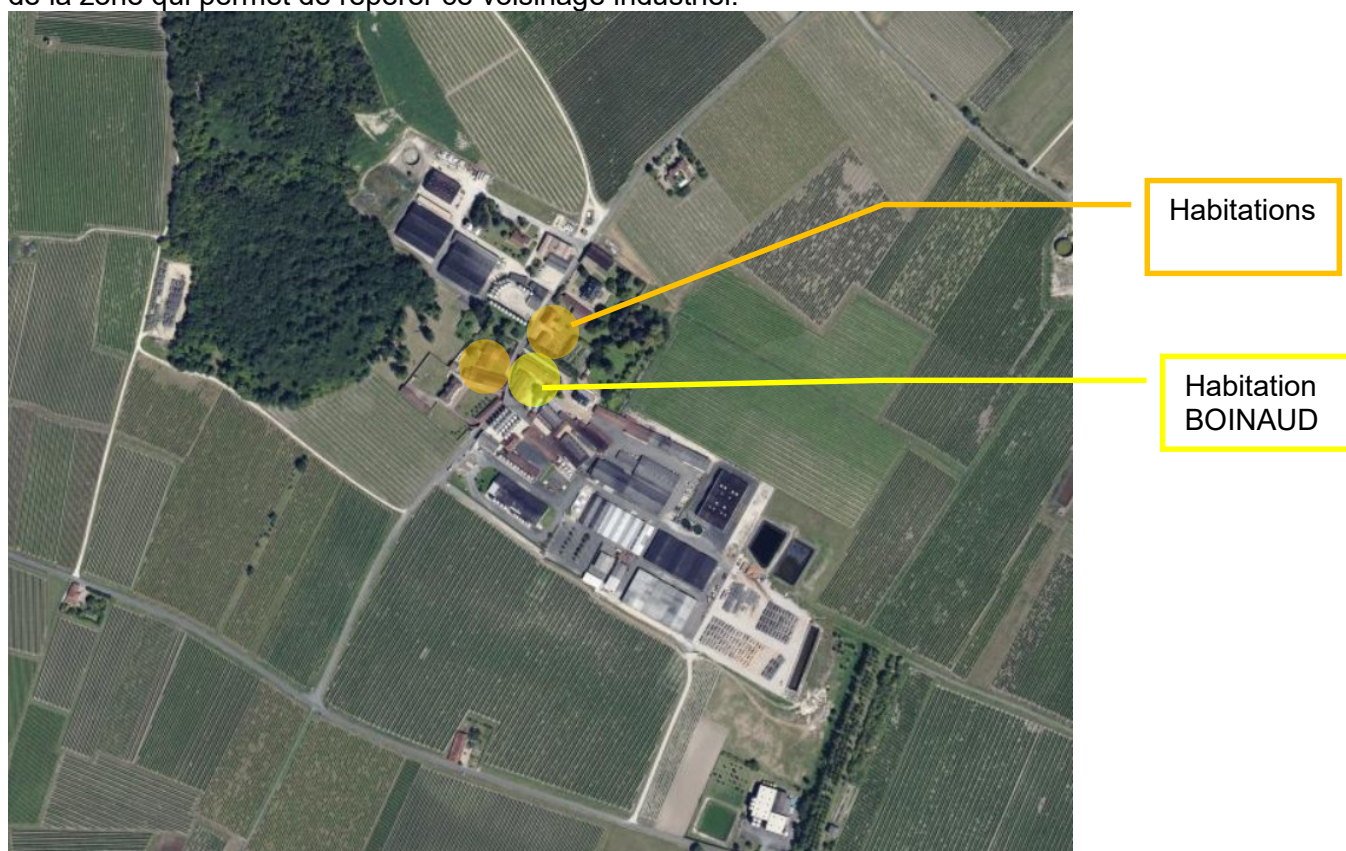 de la zone qui permet de repérer ce voisinage industriel.
Habitations
Habitation
BOINAUD